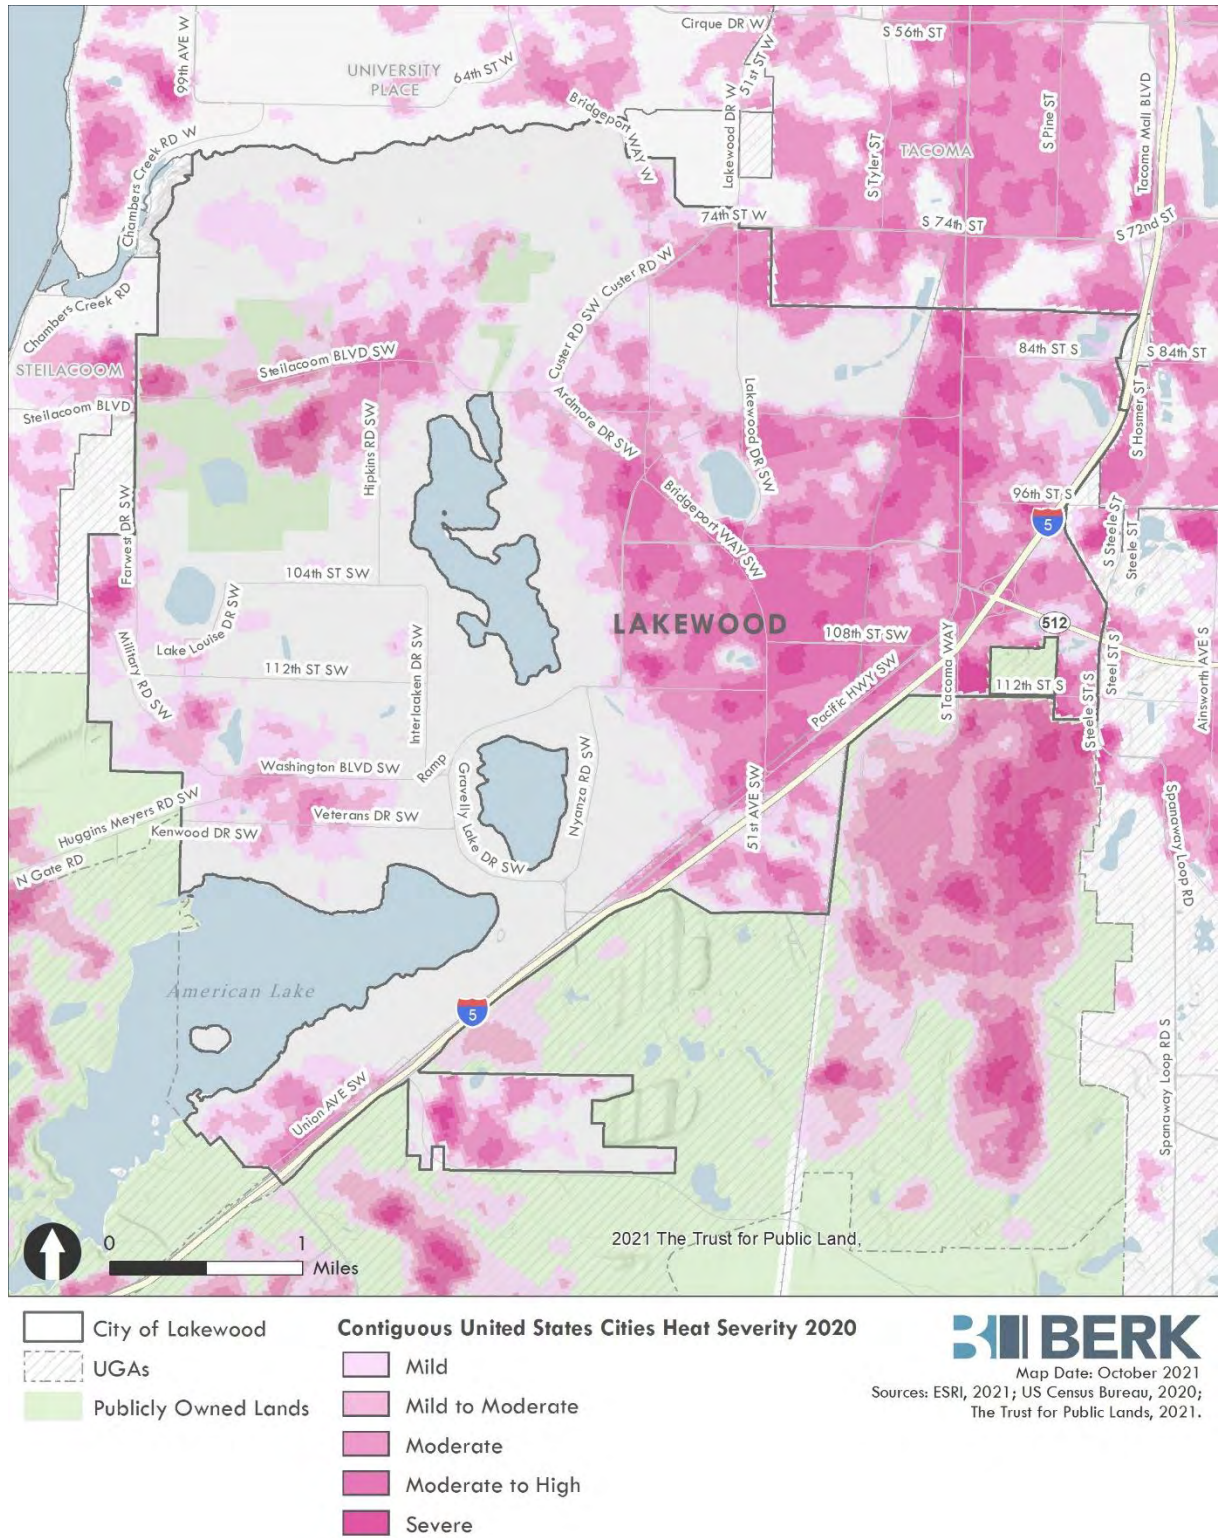 Cirque DR W
S 56th ST
99th AVE W
UNIVERSITY
PLACE
64th ST W
51st ST W
Tacoma Mall BLVD
S Pine ST
S Tyler ST
TACOMA
Bridgeport WAY W
Lakewood DR W
Chambers Creek RD W
74th ST W
S 74th ST
S 72nd ST
Custer RD W
Chambers Creek RD
Custer RD SW
84th ST S
S 84th ST
STEILACOOM
Steilacoom BLVD SW
Steilacoom BLVD
Ardmore DR SW
Lakewood DR SW
S Hosmer ST
Hipkins RD SW
Bridgeport WAY SW
96th ST S
5
S Steele ST
Steele ST
Farwest DR SW
104th ST SW
Lake Louise DR SW
LAKEWOOD
108th ST SW
512
Military RD SW
112th ST SW
Interlaaken DR SW
Pacific HWY SW
S Tacoma WAY
112th ST S
Steele ST S
Steel ST S
Ainsworth AVE S
Washington BLVD SW
Ramp
Gravelly Lake DR SW
Nyanza RD SW
51st AVE SW
Huggins Meyers RD SW
Veterans DR SW
Kenwood DR SW
N Gate RD
Spanaway Loop RD
American Lake
5
Union AVE SW
Spanaway Loop RD S
2021 The Trust for Public Land,
0 1
Miles
City of Lakewood
UGAs
Publicly Owned Lands
Contiguous United States Cities Heat Severity 2020
Mild
Mild to Moderate
Moderate
Moderate to High
Severe
BERK
Map Date: October 2021
Sources: ESRI, 2021; US Census Bureau, 2020;
The Trust for Public Lands, 2021.